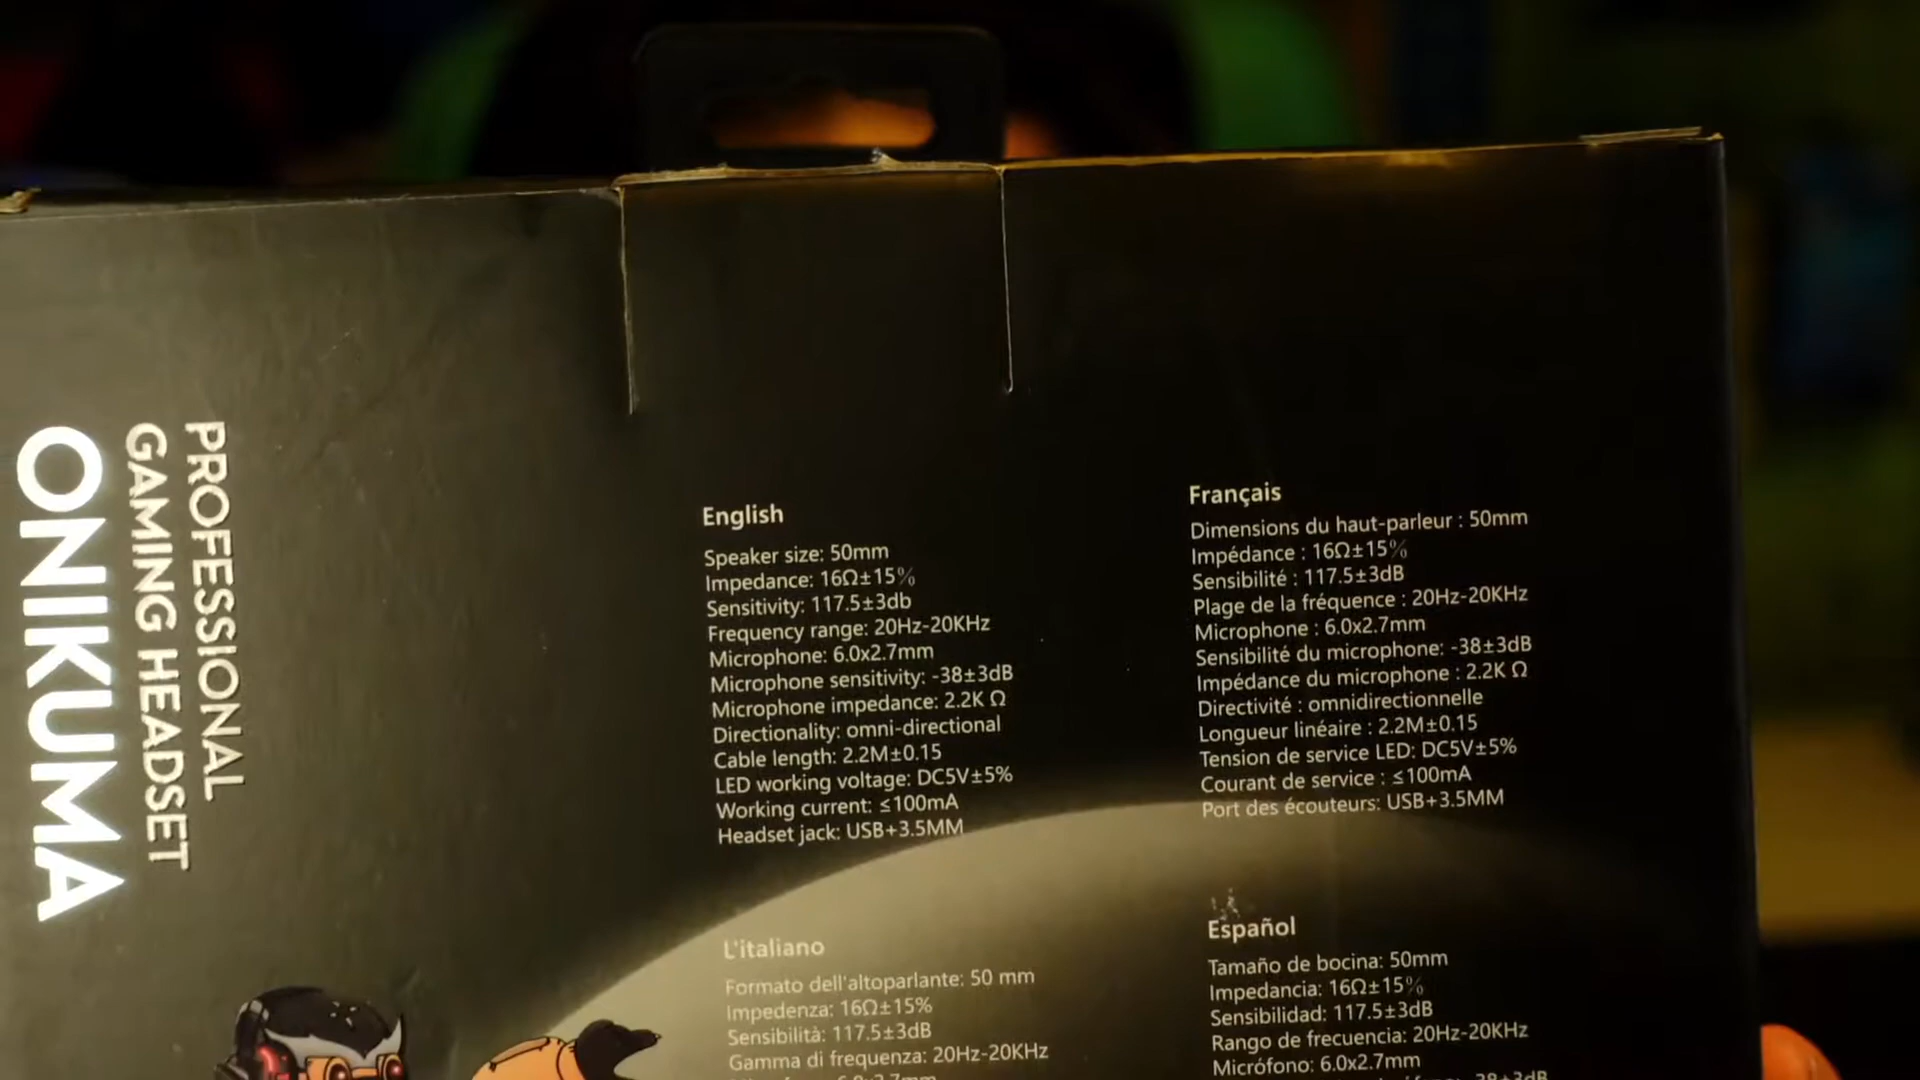 PROFESSIONAL
GAMING HEADSET
ONIKUMA
English
Speaker size: 50mm
Impedance: 16Ω±15%
Sensitivity: 117.5±3db
Frequency range: 20Hz-20KHz
Microphone: 6.0x2.7mm
Microphone sensitivity: -38±3dB
Microphone impedance: 2.2K Ω
Directionality: omni-directional
Cable length: 2.2M±0.15
LED working voltage: DC5V±5%
Working current: ≤100mA
Headset jack: USB+3.5MM
Français
Dimensions du haut-parleur : 50mm
Impédance : 16Ω±15%
Sensibilité : 117.5±3dB
Plage de la fréquence : 20Hz-20KHz
Microphone : 6.0x2.7mm
Sensibilité du microphone: -38±3dB
Impédance du microphone : 2.2K Ω
Directivité : omnidirectionnelle
Longueur linéaire : 2.2M±0.15
Tension de service LED: DC5V±5%
Courant de service : ≤100mA
Port des écouteurs: USB+3.5MM
L'italiano
Formato dell'altoparlante: 50 mm
Impedenza: 16Ω±15%
Sensibilità: 117.5±3dB
Gamma di frequenza: 20Hz-20KHz
Español
Tamaño de bocina: 50mm
Impedancia: 16Ω±15%
Sensibilidad: 117.5±3dB
Rango de frecuencia: 20Hz-20KHz
Micrófono: 6.0x2.7mm